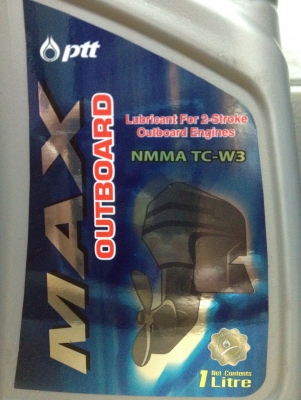 ptt
MAX
OUTBOARD
Lubricant For 2-Stroke
Outboard Engines
NMMA TC-W3
Net Contents
1 Litre